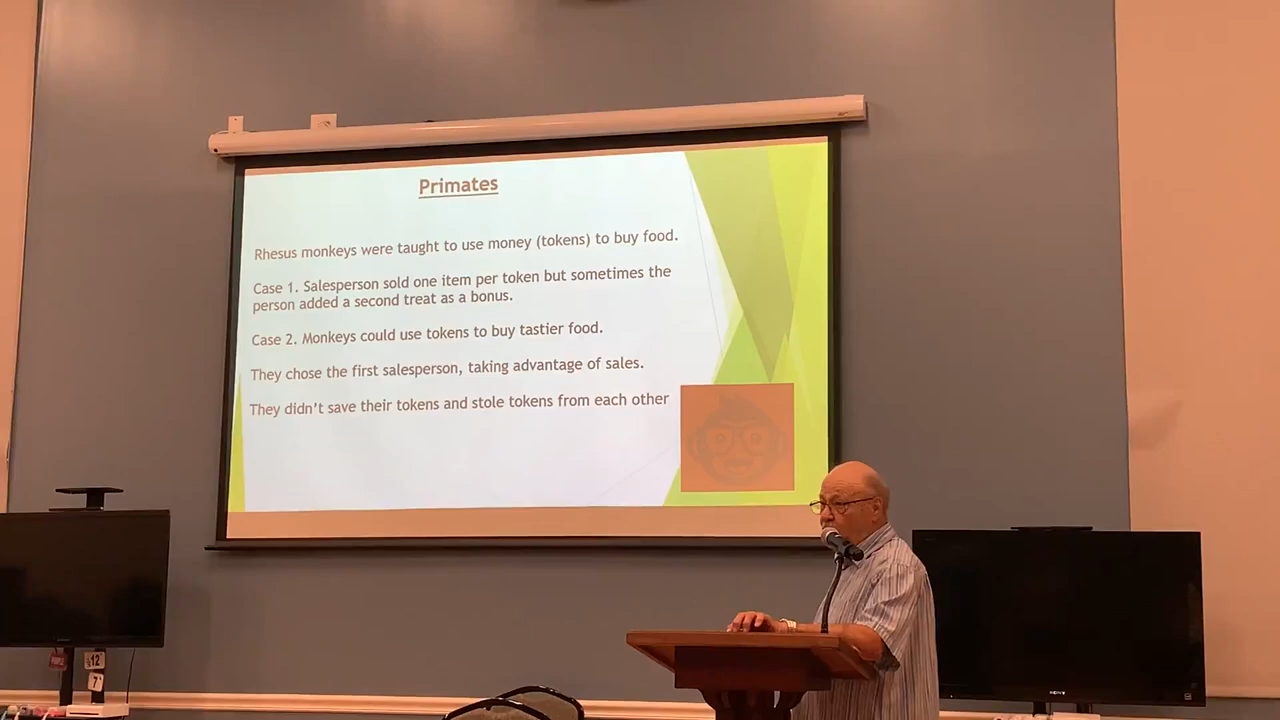 Primates
Rhesus monkeys were taught to use money (tokens) to buy food.
Case 1. Salesperson sold one item per token but sometimes the
person added a second treat as a bonus.
Case 2. Monkeys could use tokens to buy tastier food.
They chose the first salesperson, taking advantage of sales.
They didn't save their tokens and stole tokens from each other
12
7
SONY